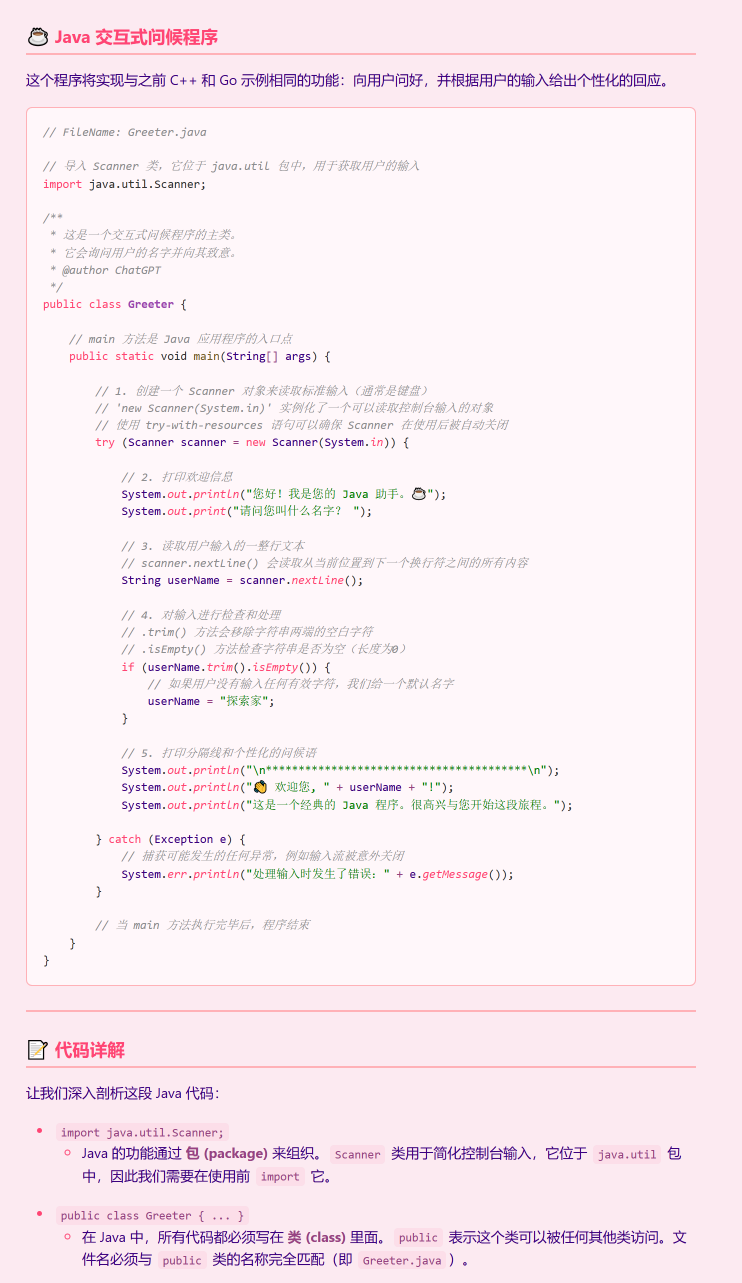 ☕ Java 交互式问候程序
这个程序将实现与之前 C++ 和 Go 示例相同的功能：向用户问好，并根据用户的输入给出个性化的回应。
// FileName: Greeter.java
// 导入 Scanner 类，它位于 java.util 包中，用于获取用户的输入
import java.util.Scanner;
/**
 * 这是一个交互式问候程序的主类。
 * 它会询问用户的名字并向其致意。
 * @author ChatGPT
 */
public class Greeter {
    // main 方法是 Java 应用程序的入口点
    public static void main(String[] args) {
        // 1. 创建一个 Scanner 对象来读取标准输入（通常是键盘）
        // 'new Scanner(System.in)' 实例化了一个可以读取控制台输入的对象
        // 使用 try-with-resources 语句可以确保 Scanner 在使用后被自动关闭
        try (Scanner scanner = new Scanner(System.in)) {
            // 2. 打印欢迎信息
            System.out.println("您好！我是您的 Java 助手。☕");
            System.out.print("请问您叫什么名字？ ");
            // 3. 读取用户输入的一整行文本
            // scanner.nextLine() 会读取从当前位置到下一个换行符之间的所有内容
            String userName = scanner.nextLine();
            // 4. 对输入进行检查和处理
            // .trim() 方法会移除字符串两端的空白字符
            // .isEmpty() 方法检查字符串是否为空（长度为0）
            if (userName.trim().isEmpty()) {
                // 如果用户没有输入任何有效字符，我们给一个默认名字
                userName = "探索家";
            }
            // 5. 打印分隔线和个性化的问候语
            System.out.println("\n****************************************\n");
            System.out.println("👏 欢迎您, " + userName + "!");
            System.out.println("这是一个经典的 Java 程序。很高兴与您开始这段旅程。");
        } catch (Exception e) {
            // 捕获可能发生的任何异常，例如输入流被意外关闭
            System.err.println("处理输入时发生了错误：" + e.getMessage());
        }
        // 当 main 方法执行完毕后，程序结束
    }
}
📝 代码详解
让我们深入剖析这段 Java 代码：
• import java.util.Scanner;
◦ Java 的功能通过 包 (package) 来组织。 Scanner 类用于简化控制台输入，它位于 java.util 包
中，因此我们需要在使用前 import 它。
• public class Greeter { ... }
◦ 在 Java 中，所有代码都必须写在 类 (class) 里面。 public 表示这个类可以被任何其他类访问。文
件名必须与 public 类的名称完全匹配（即 Greeter.java ）。